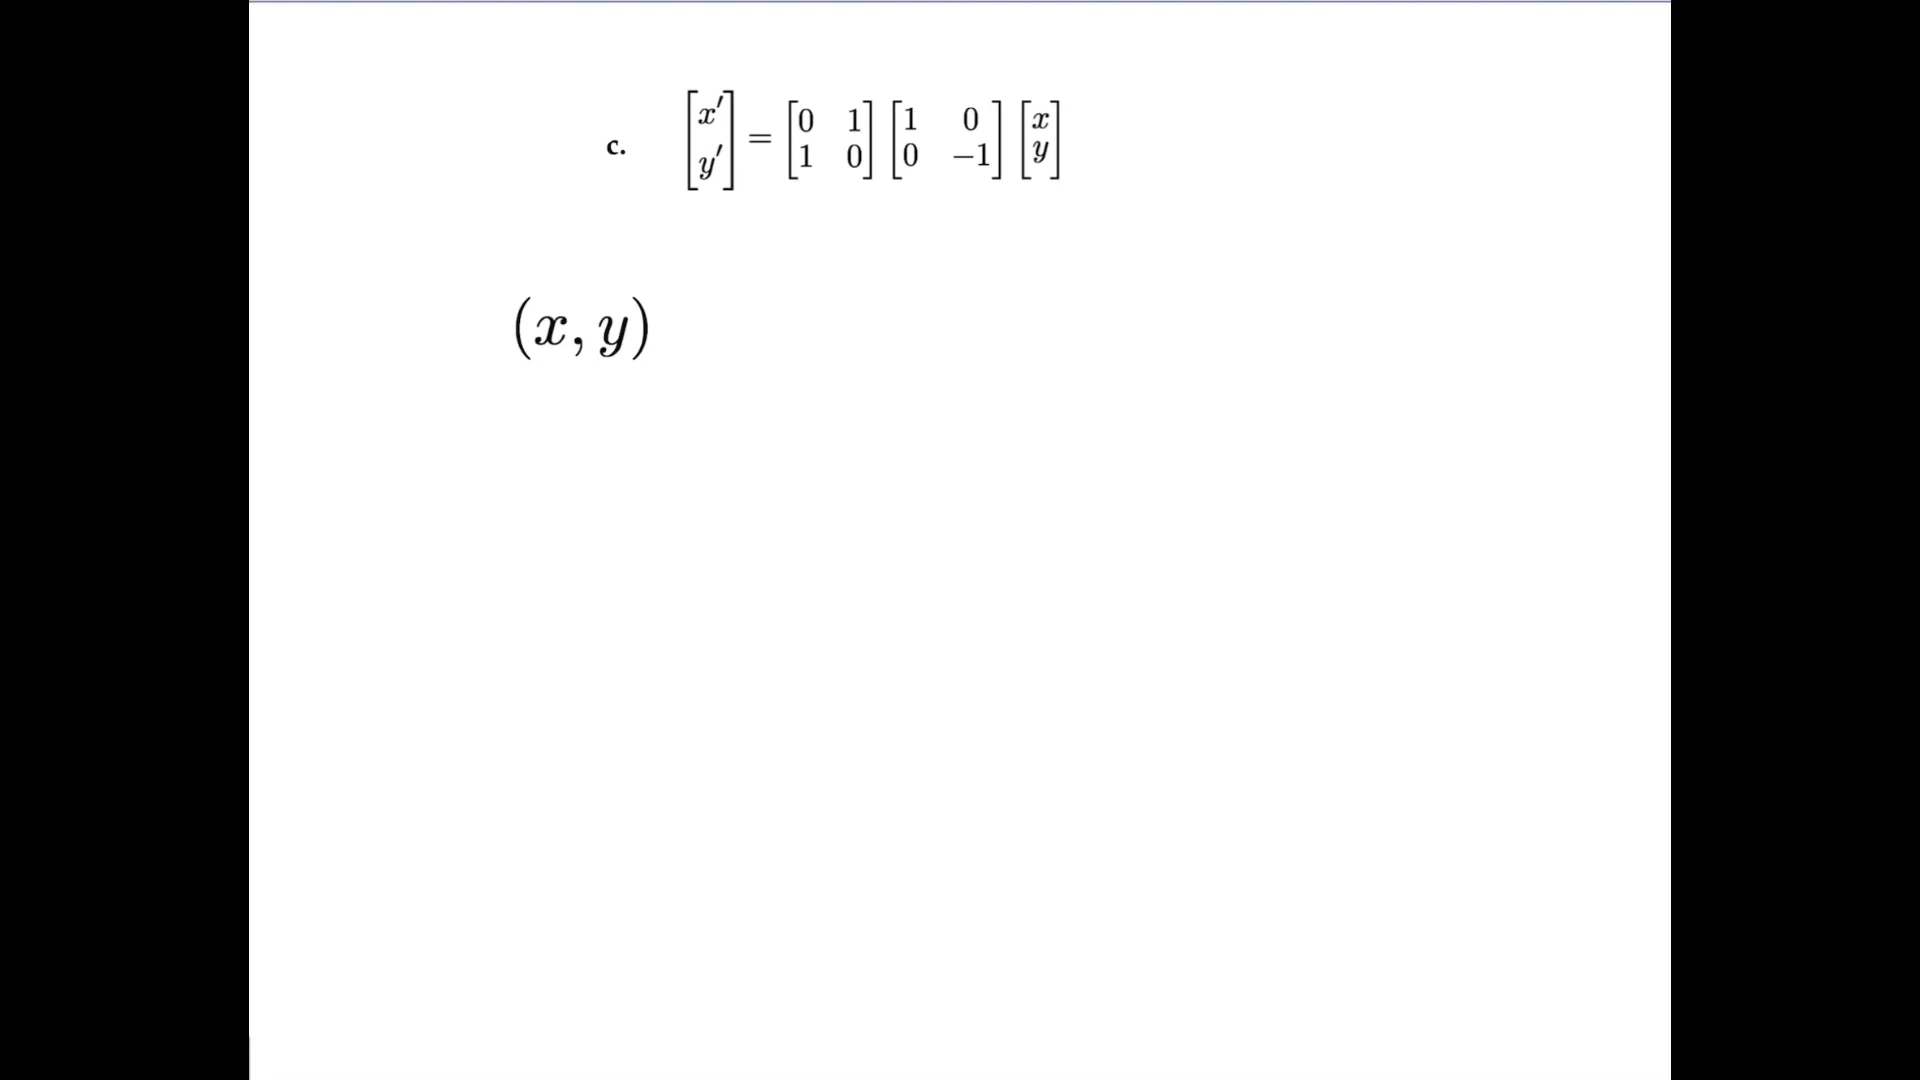 c. [x′ y′] = [0 1 1 0] [1 0 0 −1] [x y]
(x, y)